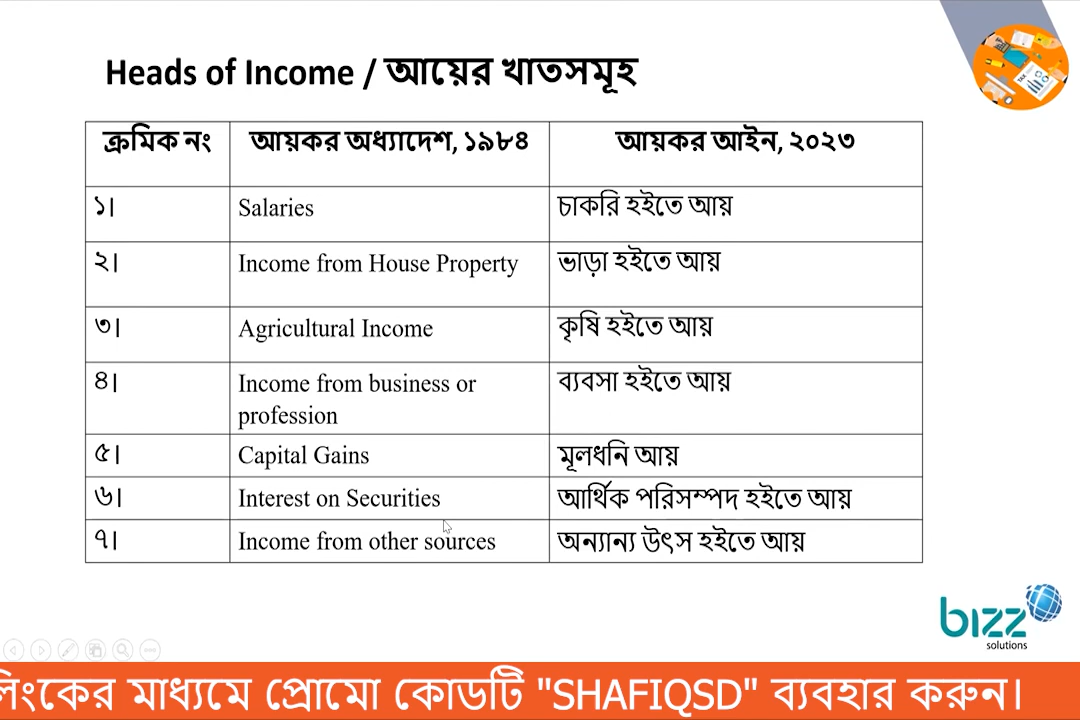 Heads of Income / আয়ের খাতসমূহ
ক্রমিক নং আয়কর অধ্যাদেশ, ১৯৮৪ আয়কর আইন, ২০২৩
১। Salaries চাকরি হইতে আয়
২। Income from House Property ভাড়া হইতে আয়
৩। Agricultural Income কৃষি হইতে আয়
৪। Income from business or profession ব্যবসা হইতে আয়
৫। Capital Gains মূলধনি আয়
৬। Interest on Securities আর্থিক পরিসম্পদ হইতে আয়
৭। Income from other sources অন্যান্য উৎস হইতে আয়
bizz
solutions
লিংকের মাধ্যমে প্রোমো কোডটি "SHAFIQSD" ব্যবহার করুন।